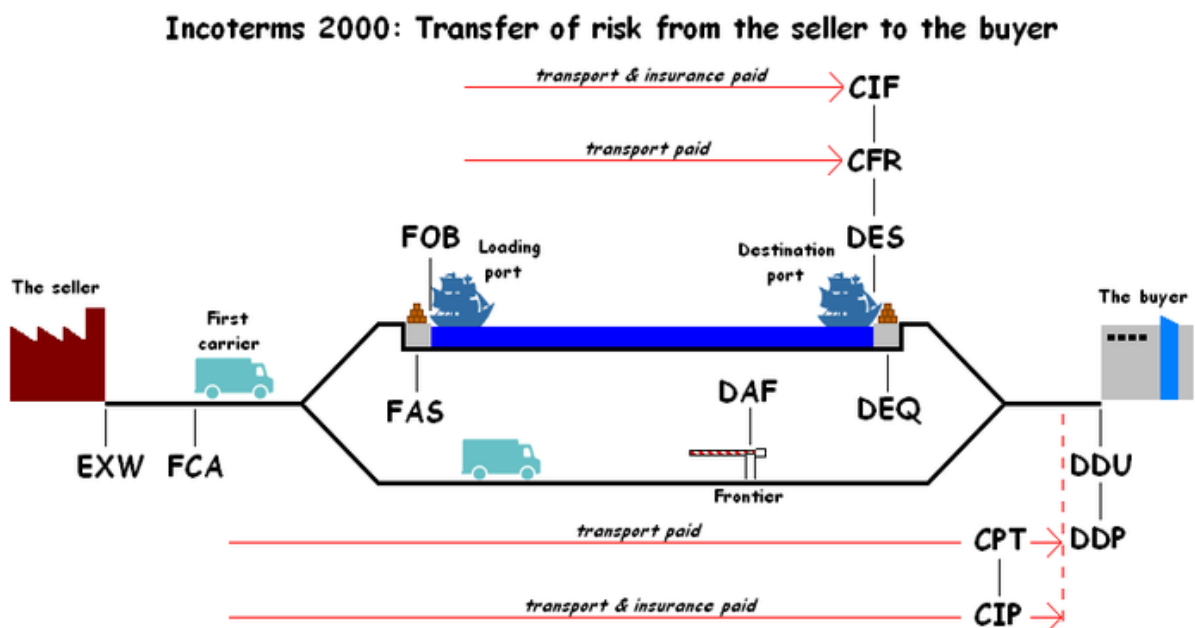 Incoterms 2000: Transfer of risk from the seller to the buyer
transport & insurance paid
CIF
transport paid
CFR
FOB
Loading
port
Destination
port
DES
The seller
First
carrier
The buyer
FAS
DAF
DEQ
EXW
FCA
Frontier
DDU
transport paid
CPT
DDP
transport & insurance paid
CIP